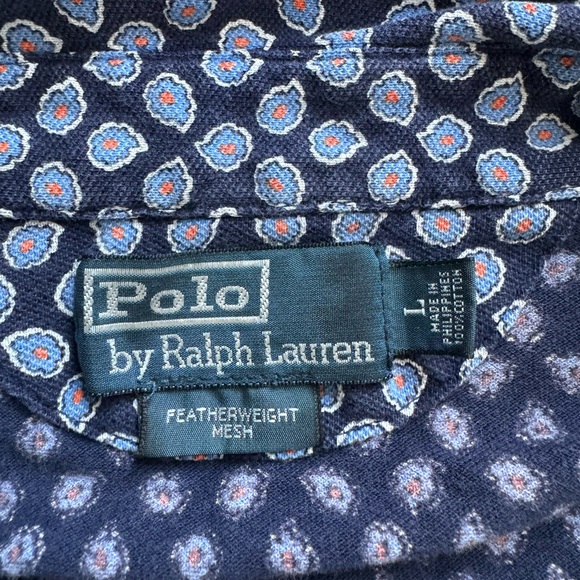 Polo
by Ralph Lauren
FEATHERWEIGHT
MESH
L
MADE IN
PHILIPPINES
100% COTTON